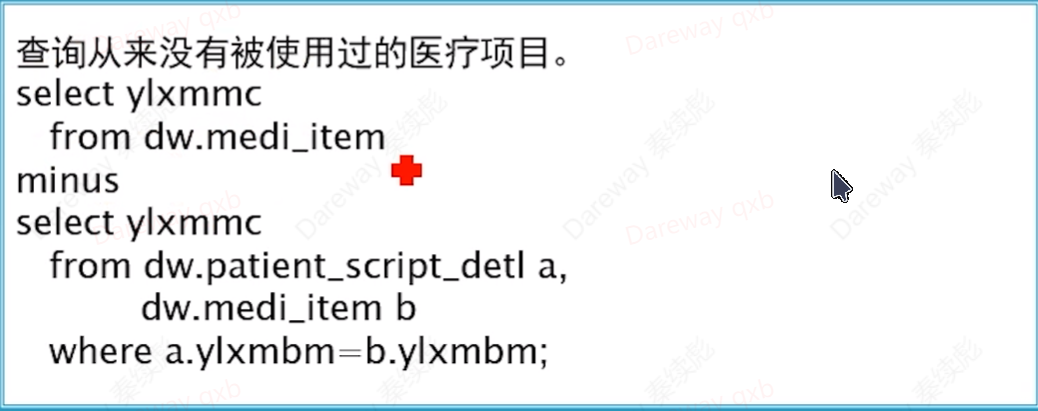 查询从来没有被使用过的医疗项目。
select ylxmmc
from dw.medi_item
minus
select ylxmmc
from dw.patient_script_detl a,
dw.medi_item b
where a.ylxmbm=b.ylxmbm;
Dareway qxb
Dareway qxb
Dareway qxb
Dareway qxb
Dareway 秦续彪
Dareway 秦续彪
Dareway 秦续彪